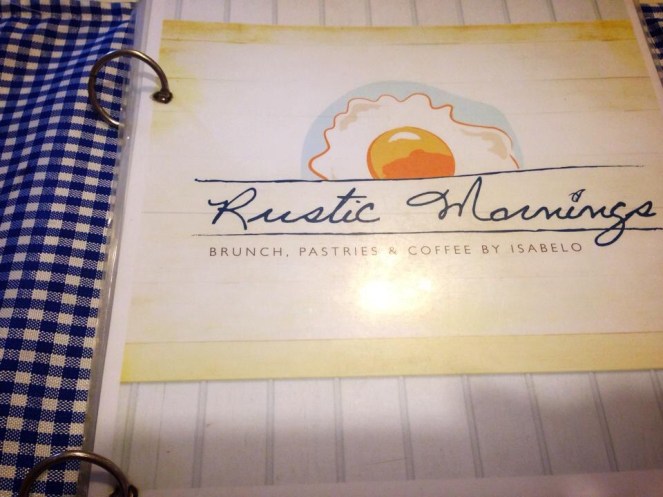 Rustic Mornings
BRUNCH, PASTRIES & COFFEE BY ISABELO